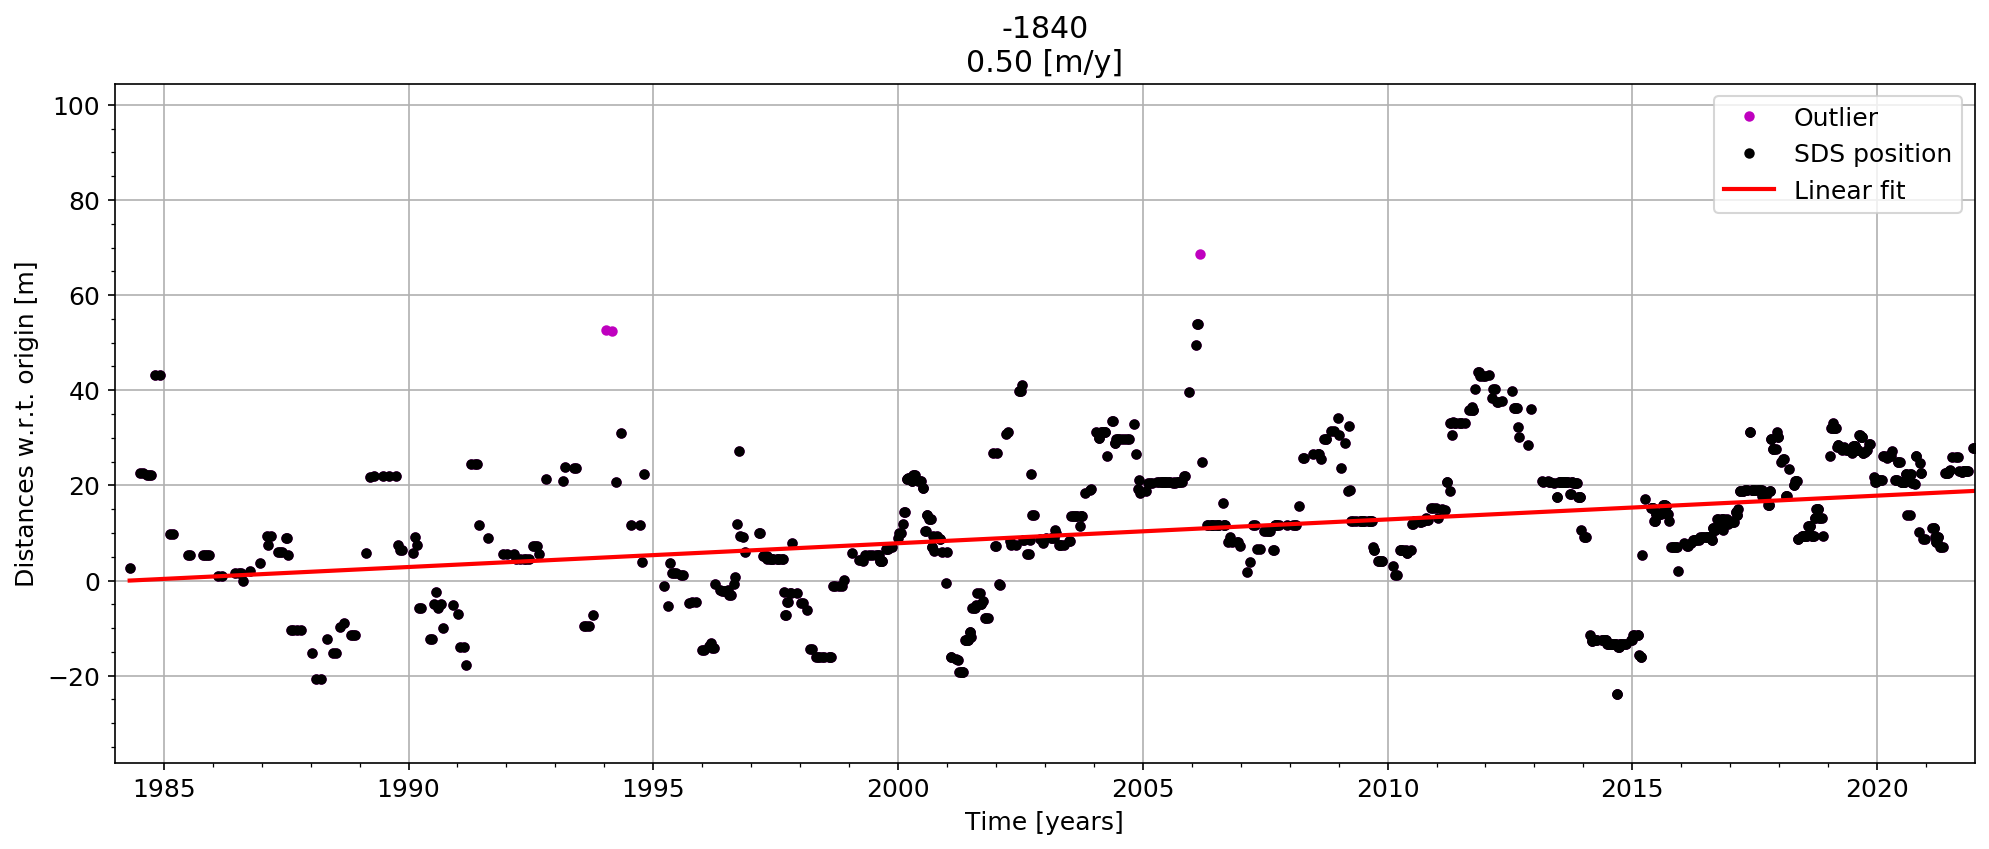 -1840
0.50 [m/y]
Outlier
SDS position
Linear fit
Distances w.r.t. origin [m]
100
80
60
40
20
0
−20
1985 1990 1995 2000 2005 2010 2015 2020
Time [years]